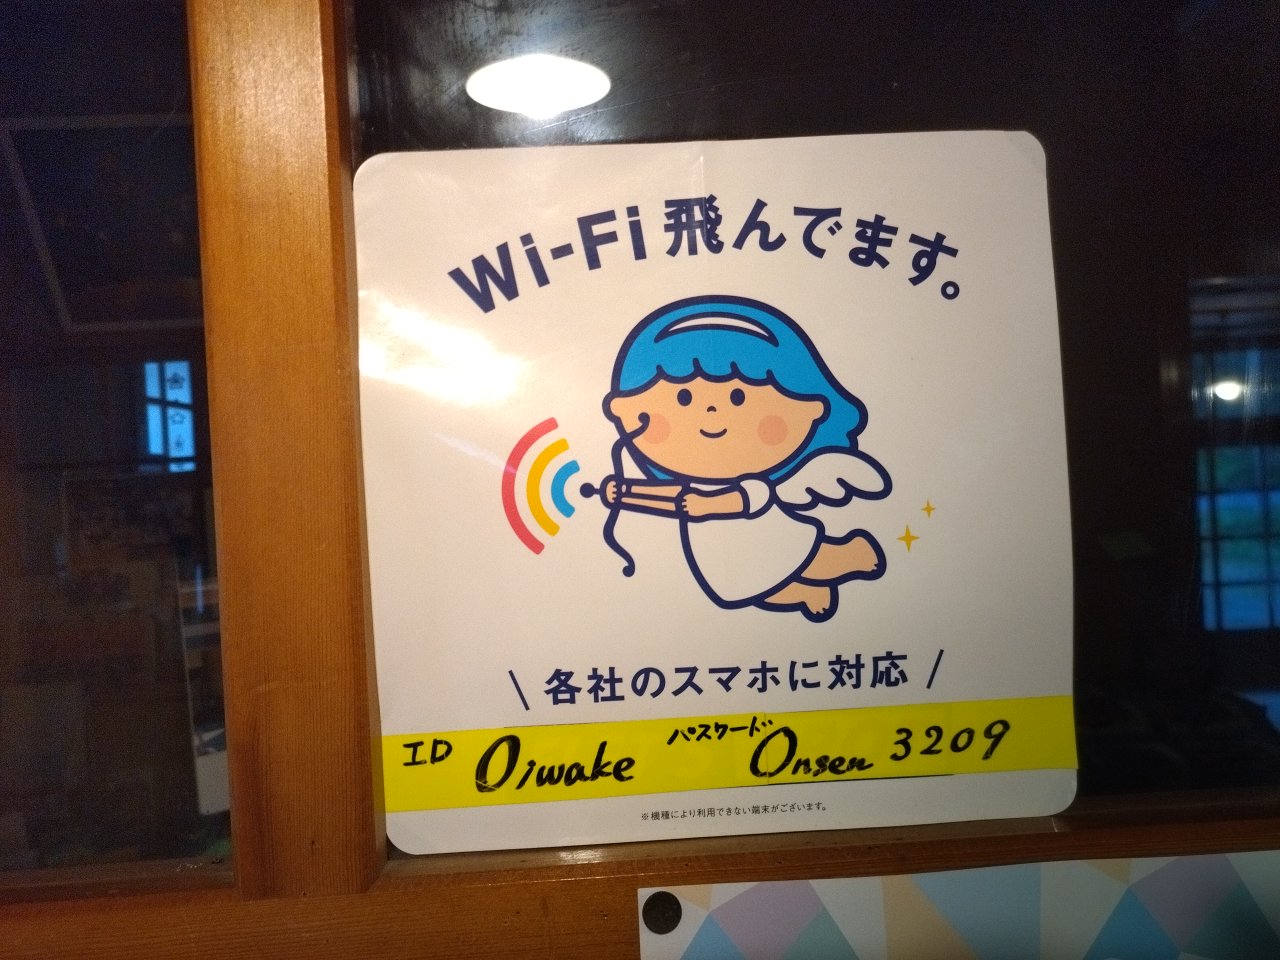 Wi-Fi 飛んでます。
\ 各社のスマホに対応 /
ID Oiwake パスワード Onsen 3209
※機種により利用できない端末がございます。